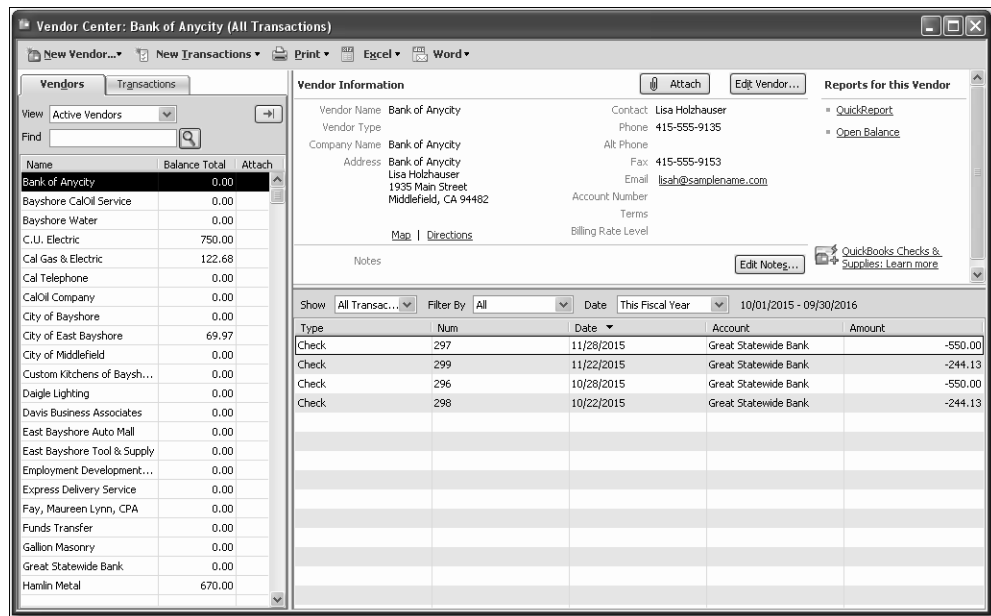 Vendor Center: Bank of Anycity (All Transactions)
New Vendor... New Transactions Print Excel Word
Vendors Transactions
View Active Vendors
Find
Name Balance Total Attach
Bank of Anycity 0.00
Bayshore CalOil Service 0.00
Bayshore Water 0.00
C.U. Electric 750.00
Cal Gas & Electric 122.68
Cal Telephone 0.00
CalOil Company 0.00
City of Bayshore 0.00
City of East Bayshore 69.97
City of Middlefield 0.00
Custom Kitchens of Baysh... 0.00
Daigle Lighting 0.00
Davis Business Associates 0.00
East Bayshore Auto Mall 0.00
East Bayshore Tool & Supply 0.00
Employment Development... 0.00
Express Delivery Service 0.00
Fay, Maureen Lynn, CPA 0.00
Funds Transfer 0.00
Gallion Masonry 0.00
Great Statewide Bank 0.00
Hamlin Metal 670.00
Vendor Information Attach Edit Vendor...
Vendor Name Bank of Anycity
Vendor Type
Company Name Bank of Anycity
Address Bank of Anycity
Lisa Holzhauser
1935 Main Street
Middlefield, CA 94482
Map | Directions
Contact Lisa Holzhauser
Phone 415-555-9135
Alt Phone
Fax 415-555-9153
Email lisah@samplename.com
Account Number
Terms
Billing Rate Level
Notes Edit Notes...
Reports for this Vendor
QuickReport
Open Balance
QuickBooks Checks &
Supplies: Learn more
Show All Transac... Filter By All Date This Fiscal Year 10/01/2015 - 09/30/2016
Type Num Date Account Amount
Check 297 11/28/2015 Great Statewide Bank -550.00
Check 299 11/22/2015 Great Statewide Bank -244.13
Check 296 10/28/2015 Great Statewide Bank -550.00
Check 298 10/22/2015 Great Statewide Bank -244.13